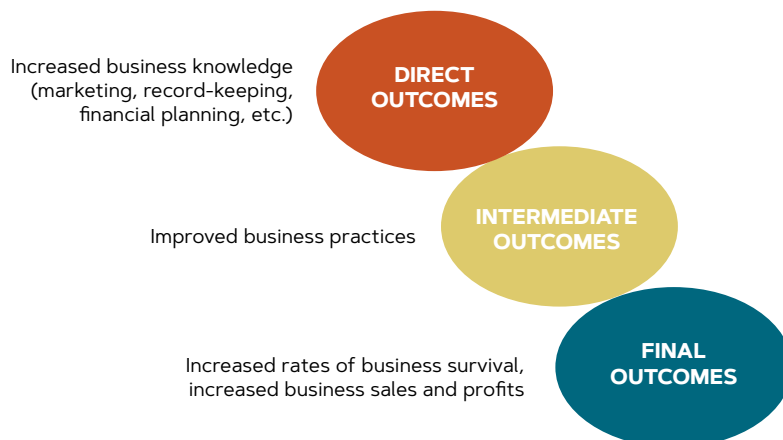 Increased business knowledge
(marketing, record-keeping,
financial planning, etc.)
DIRECT
OUTCOMES
Improved business practices
INTERMEDIATE
OUTCOMES
Increased rates of business survival,
increased business sales and profits
FINAL
OUTCOMES